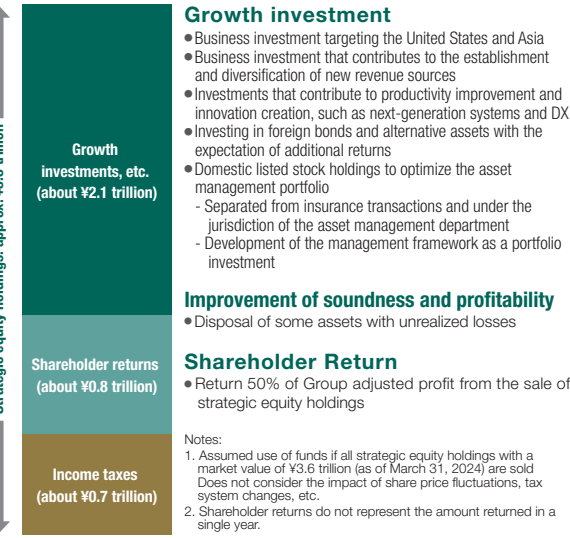 Growth investment
●Business investment targeting the United States and Asia
●Business investment that contributes to the establishment
and diversification of new revenue sources
●Investments that contribute to productivity improvement and
innovation creation, such as next-generation systems and DX
●Investing in foreign bonds and alternative assets with the
expectation of additional returns
●Domestic listed stock holdings to optimize the asset
management portfolio
- Separated from insurance transactions and under the
jurisdiction of the asset management department
- Development of the management framework as a portfolio
investment
Growth
investments, etc.
(about ¥2.1 trillion)
Improvement of soundness and profitability
●Disposal of some assets with unrealized losses
Shareholder returns
(about ¥0.8 trillion)
Shareholder Return
●Return 50% of Group adjusted profit from the sale of
strategic equity holdings
Income taxes
(about ¥0.7 trillion)
Notes:
1. Assumed use of funds if all strategic equity holdings with a
market value of ¥3.6 trillion (as of March 31, 2024) are sold
Does not consider the impact of share price fluctuations, tax
system changes, etc.
2. Shareholder returns do not represent the amount returned in a
single year.